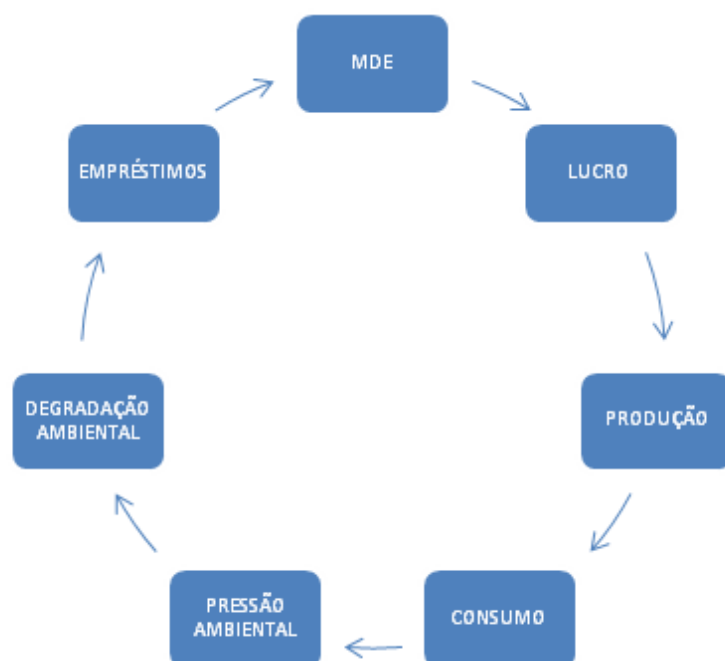 MDE
LUCRO
PRODUÇÃO
CONSUMO
PRESSÃO
AMBIENTAL
DEGRADAÇÃO
AMBIENTAL
EMPRÉSTIMOS